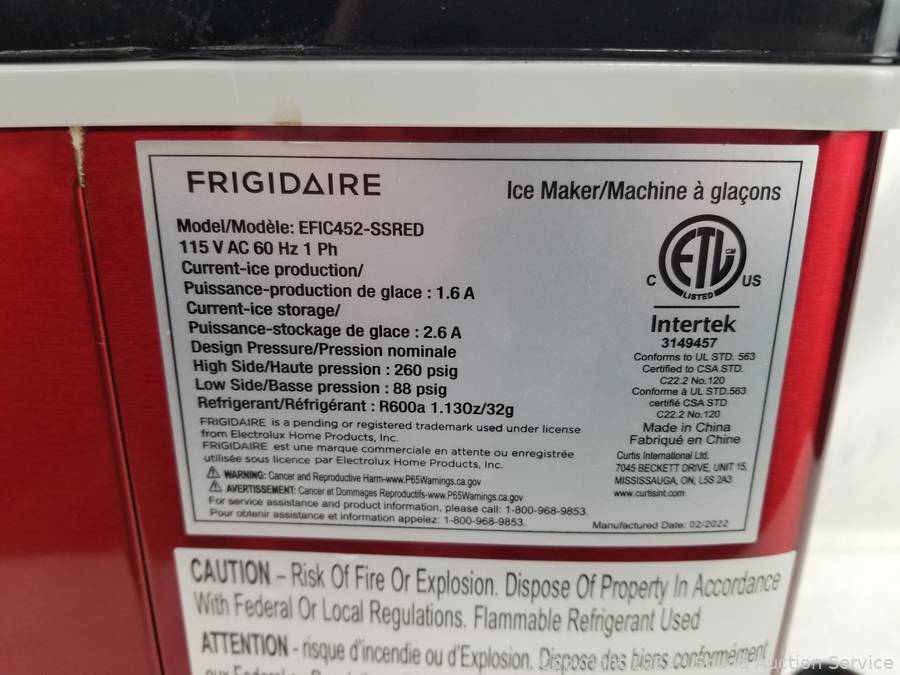 FRIGIDAIRE
Ice Maker/Machine à glaçons
Model/Modèle: EFIC452-SSRED
115 V AC 60 Hz 1 Ph
Current-ice production/
Puissance-production de glace : 1.6 A
Current-ice storage/
Puissance-stockage de glace : 2.6 A
Design Pressure/Pression nominale
High Side/Haute pression : 260 psig
Low Side/Basse pression : 88 psig
Refrigerant/Réfrigérant : R600a 1.13Oz/32g
FRIGIDAIRE is a pending or registered trademark used under license
from Electrolux Home Products, Inc.
FRIGIDAIRE est une marque commerciale en attente ou enregistrée
utilisée sous licence par Electrolux Home Products, Inc.
WARNING: Cancer and Reproductive Harm-www.P65Warnings.ca.gov
AVERTISSEMENT: Cancer et Dommages Reproductifs-www.P65Warnings.ca.gov
For service assistance and product information, please call: 1-800-968-9853.
Pour obtenir assistance et information appelez: 1-800-968-9853.
C ETL CM US
LISTED
Intertek
3149457
Conforms to UL STD. 563
Certified to CSA STD.
C22.2 No.120
Conforme à UL STD.563
certifié CSA STD
C22.2 No.120
Made in China
Fabriqué en Chine
Curtis International Ltd.
7045 BECKETT DRIVE, UNIT 15,
MISSISSAUGA, ON, L5S 2A3
www.curtisint.com
Manufactured Date: 02/2022
CAUTION – Risk Of Fire Or Explosion. Dispose Of Property In Accordance
With Federal Or Local Regulations. Flammable Refrigerant Used
ATTENTION - risque d'incendie ou d'Explosion. Dispose des biens conformément
Auction Service